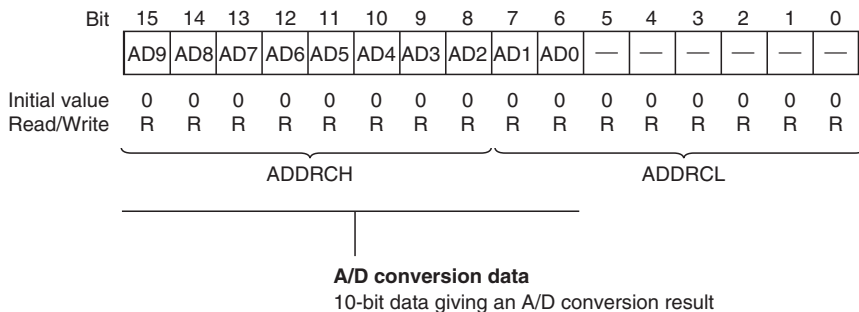 Bit 15 14 13 12 11 10 9 8 7 6 5 4 3 2 1 0
AD9 AD8 AD7 AD6 AD5 AD4 AD3 AD2 AD1 AD0 — — — — — —
Initial value 0 0 0 0 0 0 0 0 0 0 0 0 0 0 0 0
Read/Write R R R R R R R R R R R R R R R R
ADDRCH ADDRCL
A/D conversion data
10-bit data giving an A/D conversion result